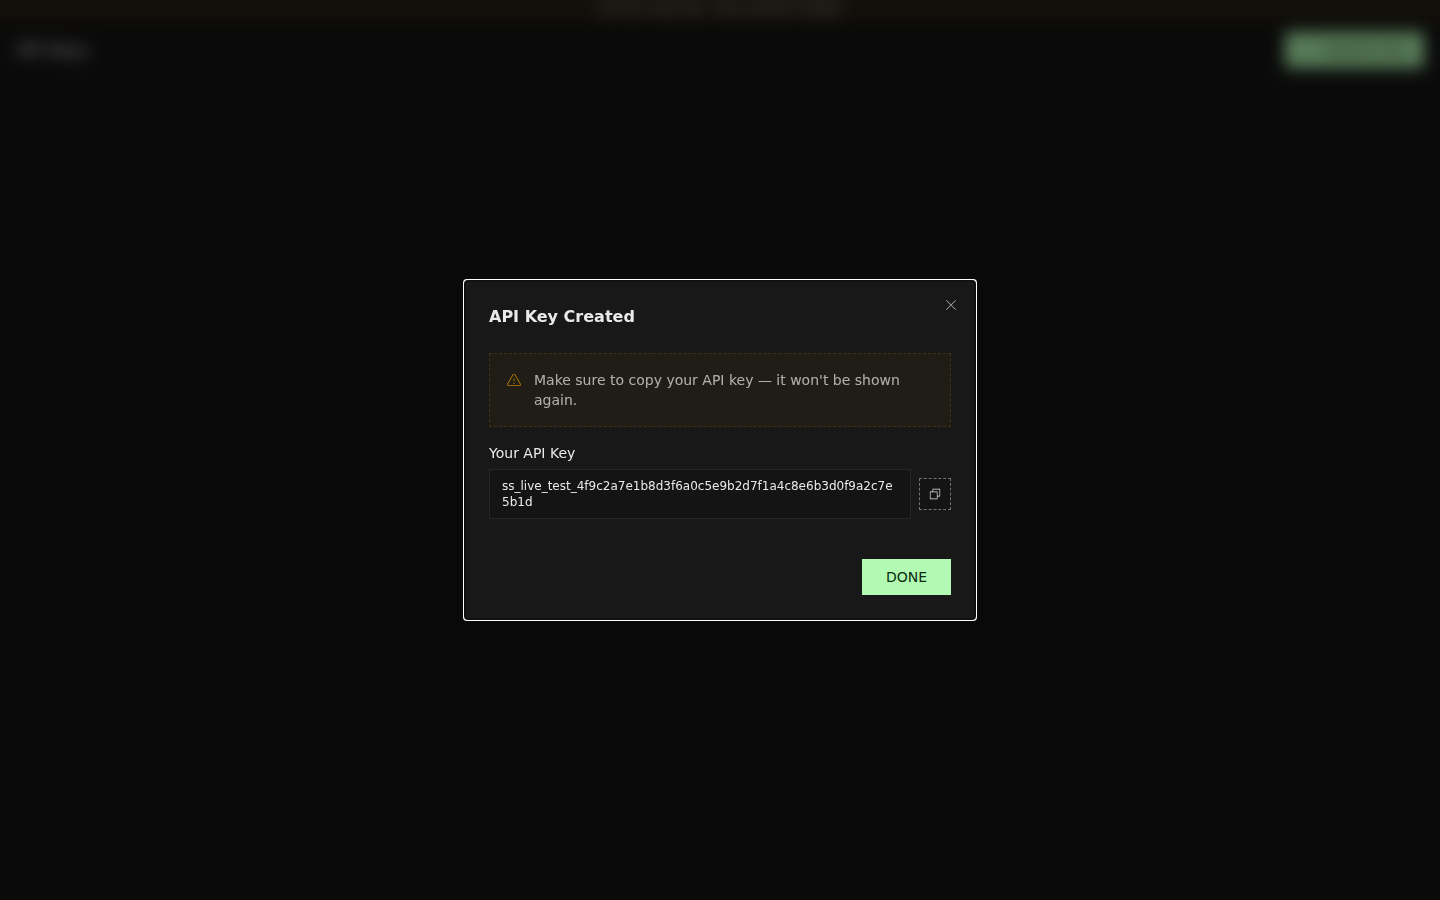 API Key Created
Make sure to copy your API key — it won't be shown
again.
Your API Key
ss_live_test_4f9c2a7e1b8d3f6a0c5e9b2d7f1a4c8e6b3d0f9a2c7e
5b1d
DONE